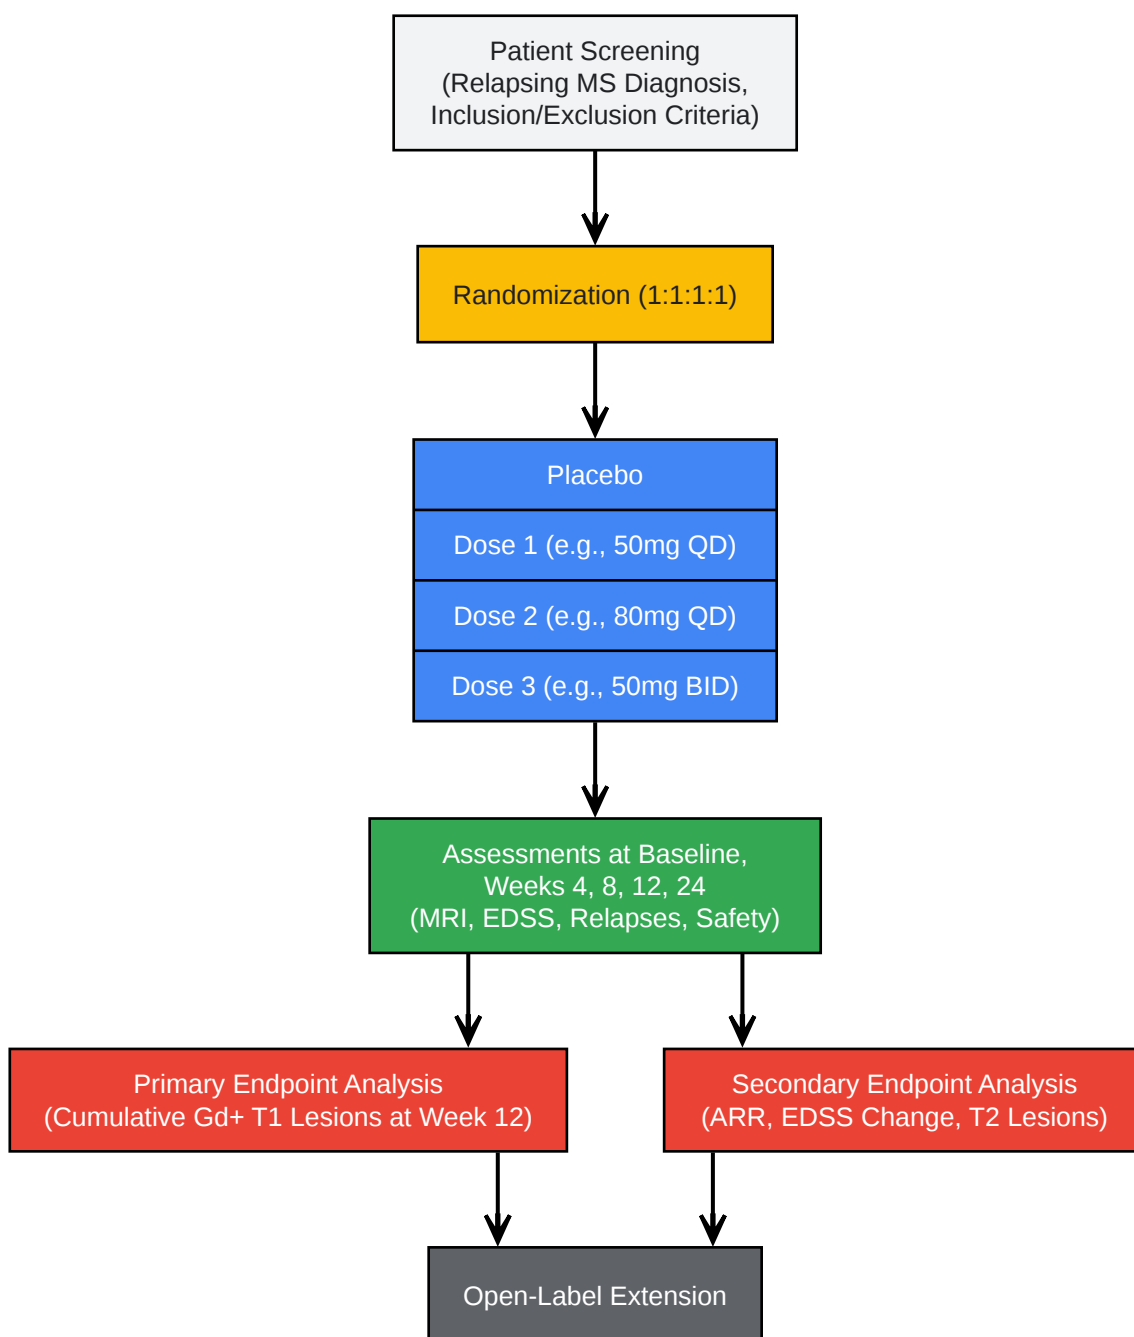 Patient Screening
(Relapsing MS Diagnosis,
Inclusion/Exclusion Criteria)
Randomization (1:1:1:1)
Placebo
Dose 1 (e.g., 50mg QD)
Dose 2 (e.g., 80mg QD)
Dose 3 (e.g., 50mg BID)
Assessments at Baseline,
Weeks 4, 8, 12, 24
(MRI, EDSS, Relapses, Safety)
Primary Endpoint Analysis
(Cumulative Gd+ T1 Lesions at Week 12)
Secondary Endpoint Analysis
(ARR, EDSS Change, T2 Lesions)
Open-Label Extension